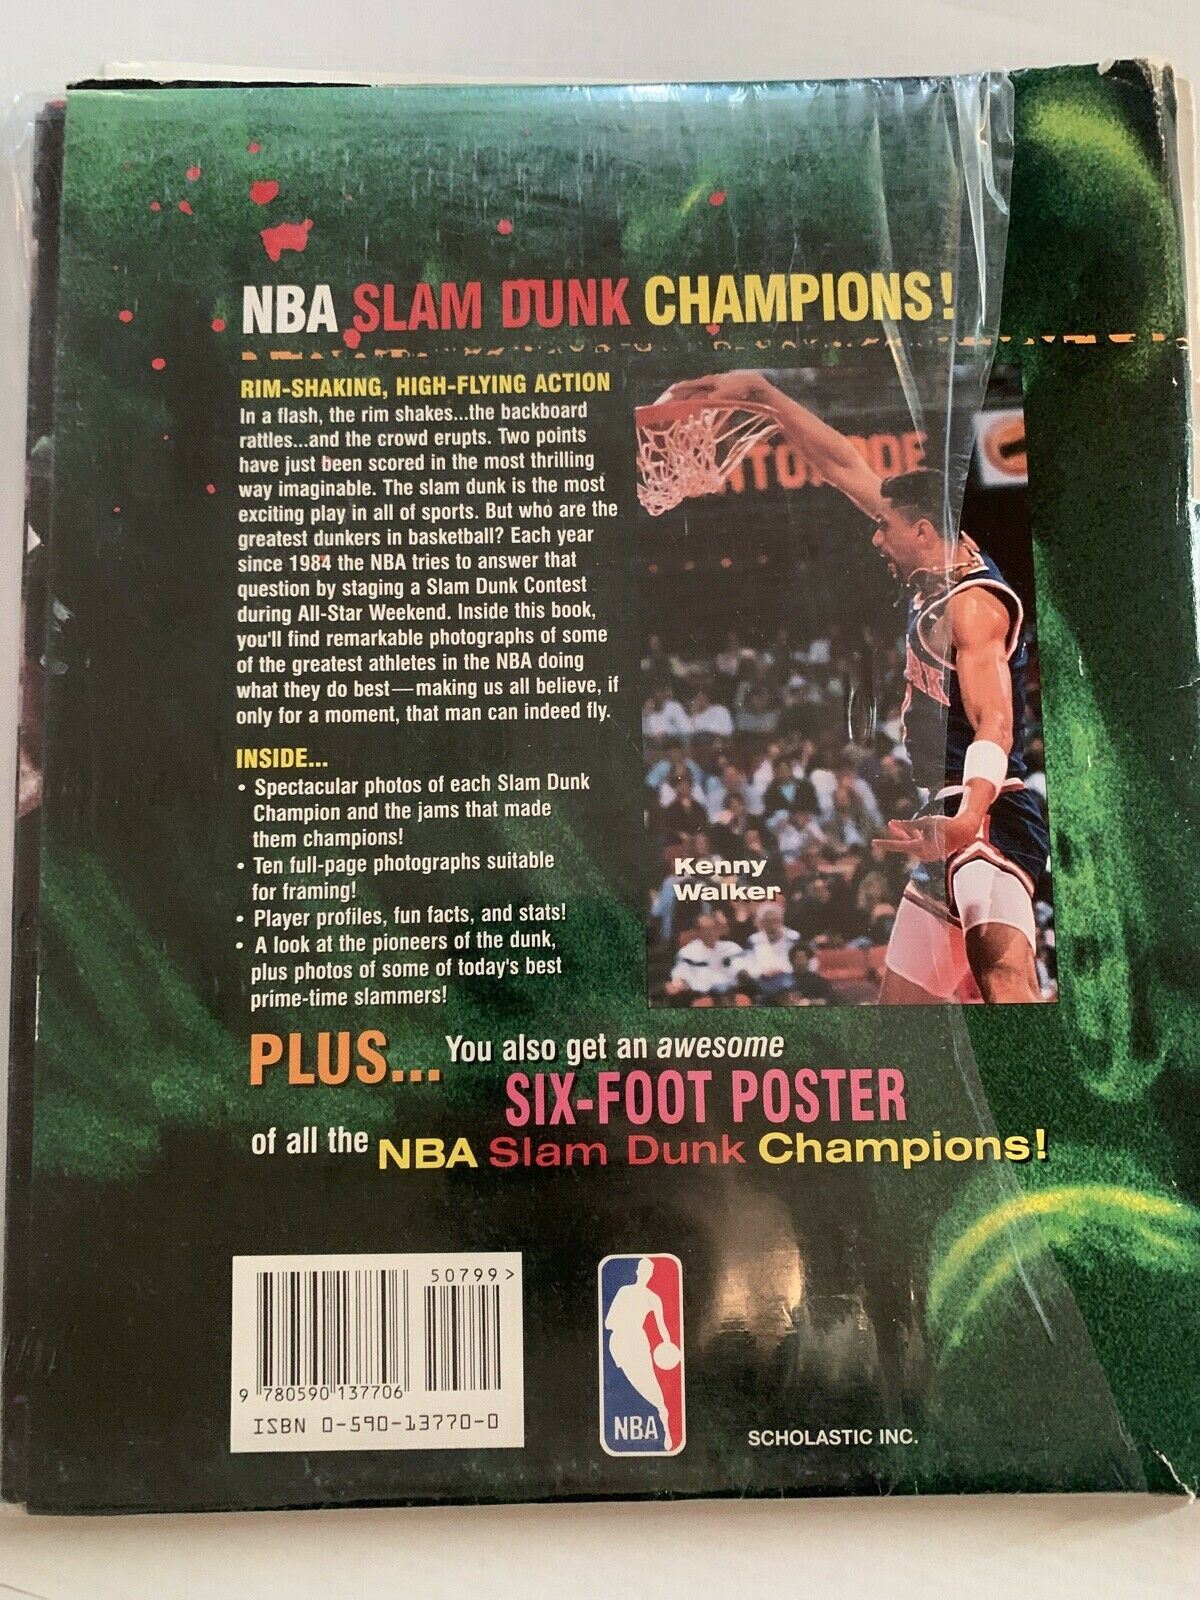 NBA SLAM DUNK CHAMPIONS!
RIM-SHAKING, HIGH-FLYING ACTION
In a flash, the rim shakes...the backboard
rattles...and the crowd erupts. Two points
have just been scored in the most thrilling
way imaginable. The slam dunk is the most
exciting play in all of sports. But who are the
greatest dunkers in basketball? Each year
since 1984 the NBA tries to answer that
question by staging a Slam Dunk Contest
during All-Star Weekend. Inside this book,
you'll find remarkable photographs of some
of the greatest athletes in the NBA doing
what they do best—making us all believe, if
only for a moment, that man can indeed fly.
INSIDE...
• Spectacular photos of each Slam Dunk
Champion and the jams that made
them champions!
• Ten full-page photographs suitable
for framing!
• Player profiles, fun facts, and stats!
• A look at the pioneers of the dunk,
plus photos of some of today's best
prime-time slammers!
Kenny
Walker
PLUS... You also get an awesome
SIX-FOOT POSTER
of all the NBA Slam Dunk Champions!
50799>
9 780590 137706
ISBN 0-590-13770-0
NBA
SCHOLASTIC INC.